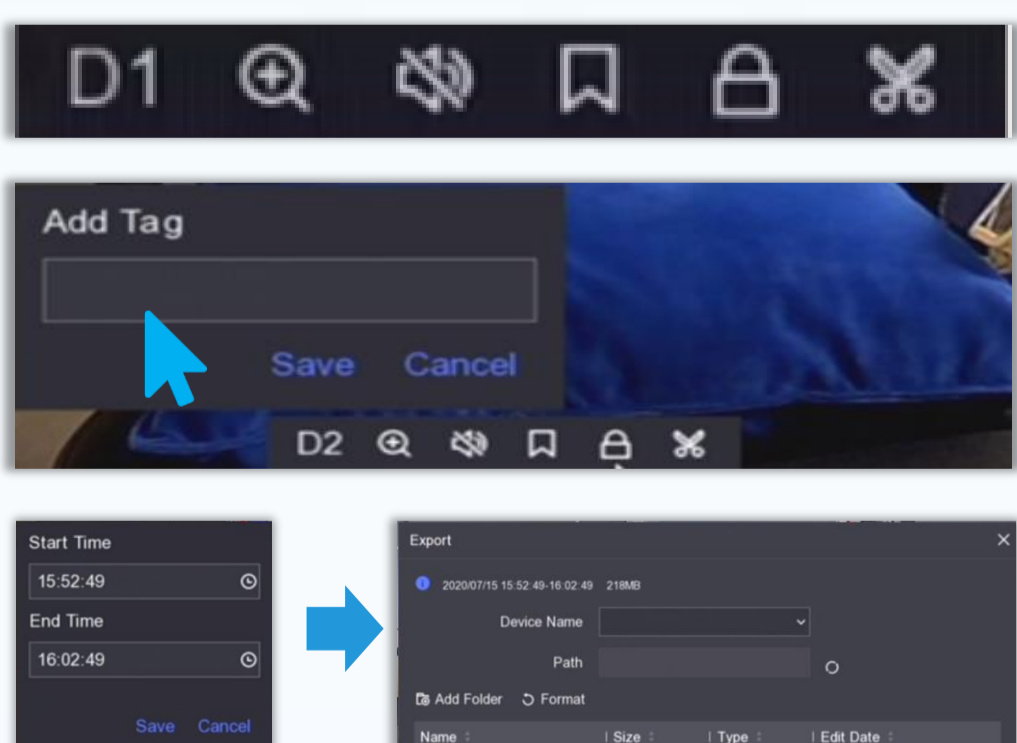 D1
Add Tag
Save Cancel
D2
Start Time
15:52:49
End Time
16:02:49
Save Cancel
Export
2020/07/15 15:52:49-16:02:49 218MB
Device Name
Path
Add Folder Format
Name | Size | Type | Edit Date